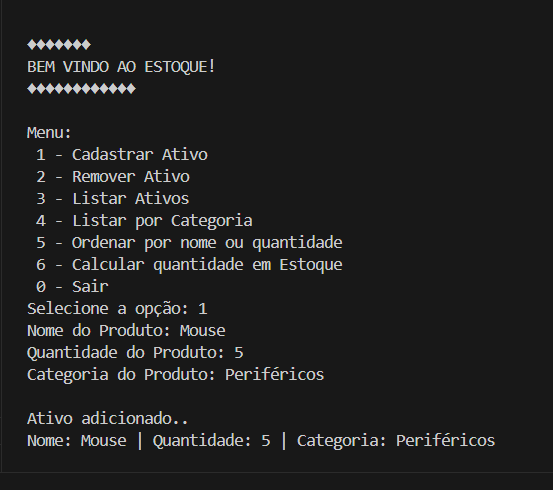 ♦♦♦♦♦♦♦
BEM VINDO AO ESTOQUE!
♦♦♦♦♦♦♦♦♦♦♦♦
Menu:
1 - Cadastrar Ativo
2 - Remover Ativo
3 - Listar Ativos
4 - Listar por Categoria
5 - Ordenar por nome ou quantidade
6 - Calcular quantidade em Estoque
0 - Sair
Selecione a opção: 1
Nome do Produto: Mouse
Quantidade do Produto: 5
Categoria do Produto: Periféricos
Ativo adicionado..
Nome: Mouse | Quantidade: 5 | Categoria: Periféricos